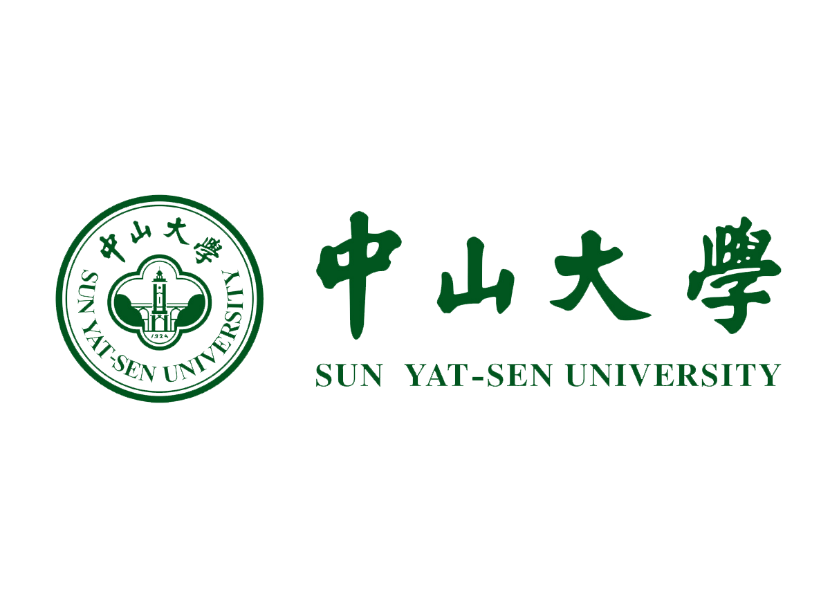 中山大學
SUN YAT-SEN UNIVERSITY
1924
中山大學
SUN YAT-SEN UNIVERSITY